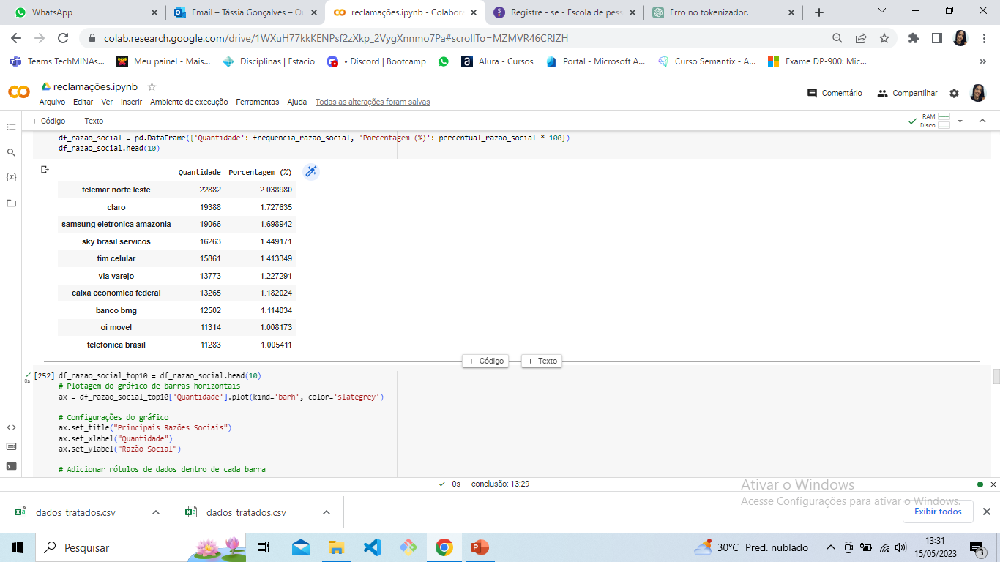 WhatsApp
Email – Tássia Gonçalves – Ou
reclamações.ipynb - Colabora
Registre - se - Escola de pess
Erro no tokenizador.
colab.research.google.com/drive/1WXuH77kkKENPsf2zXkp_2VygXnnmo7Pa#scrollTo=MZMVR46CRIZH
Teams TechMINAs...
Meu painel - Mais...
Disciplinas | Estacio
• Discord | Bootcamp
Alura - Cursos
Portal - Microsoft A...
Curso Semantix - A...
Exame DP-900: Mic...
»
reclamações.ipynb
Comentário
Compartilhar
Arquivo Editar Ver Inserir Ambiente de execução Ferramentas Ajuda Todas as alterações foram salvas
+ Código + Texto
RAM
Disco
df_razao_social = pd.DataFrame({'Quantidade': frequencia_razao_social, 'Porcentagem (%)': percentual_razao_social * 100})
df_razao_social.head(10)
Quantidade Porcentagem (%)
telemar norte leste 22882 2.038980
claro 19388 1.727635
samsung eletronica amazonia 19066 1.698942
sky brasil servicos 16263 1.449171
tim celular 15861 1.413349
via varejo 13773 1.227291
caixa economica federal 13265 1.182024
banco bmg 12502 1.114034
oi movel 11314 1.008173
telefonica brasil 11283 1.005411
+ Código + Texto
[252] df_razao_social_top10 = df_razao_social.head(10)
0s
# Plotagem do gráfico de barras horizontais
ax = df_razao_social_top10['Quantidade'].plot(kind='barh', color='slategrey')
# Configurações do gráfico
ax.set_title("Principais Razões Sociais")
ax.set_xlabel("Quantidade")
ax.set_ylabel("Razão Social")
# Adicionar rótulos de dados dentro de cada barra
0s conclusão: 13:29
Ativar o Windows
Acesse Configurações para ativar o Windows.
dados_tratados.csv
dados_tratados.csv
Exibir todos
Pesquisar
30°C Pred. nublado
13:31
15/05/2023
3